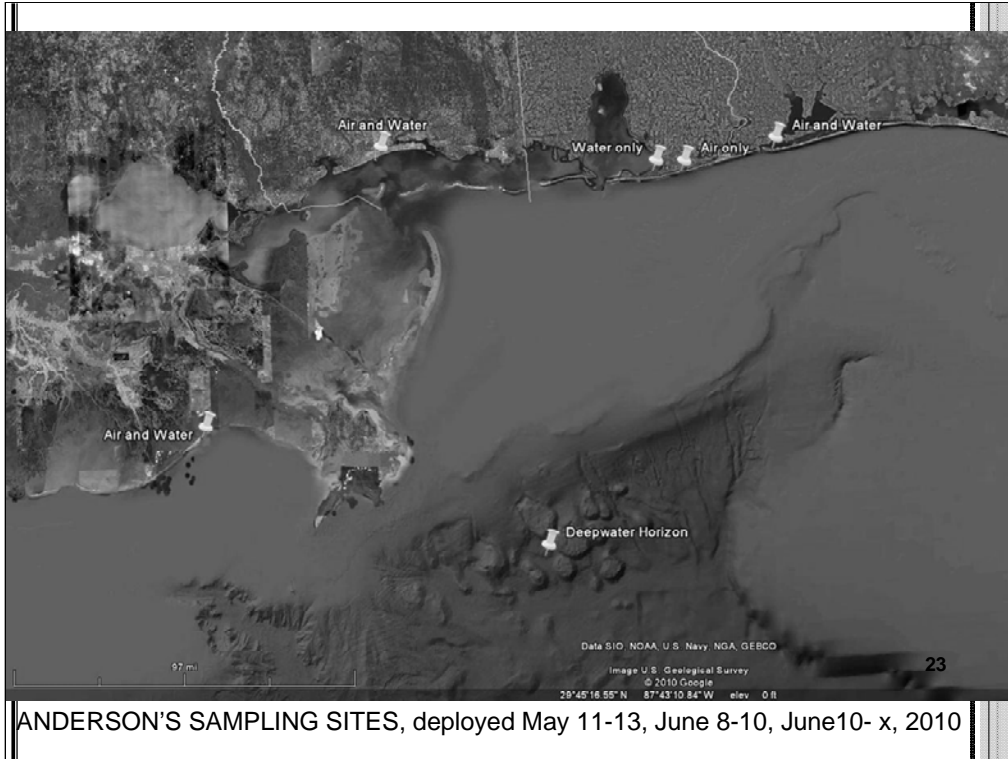 Air and Water
Water only
Air only
Air and Water
Air and Water
Deepwater Horizon
Data SIO, NOAA, U.S. Navy, NGA, GEBCO
97 mi
23
Image U.S. Geological Survey
© 2010 Google
29°45'16.55" N 87°43'10.84" W elev 0 ft
ANDERSON'S SAMPLING SITES, deployed May 11-13, June 8-10, June10- x, 2010